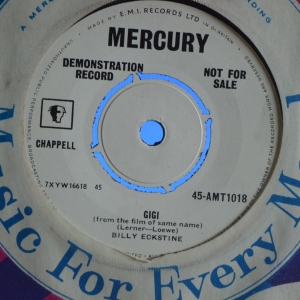 MADE BY E.M.I. RECORDS LTD
MERCURY
DEMONSTRATION
RECORD
NOT FOR
SALE
CHAPPELL
7XYW16618 45
45-AMT1018
GIGI
(from the film of same name)
(Lerner—Loewe)
BILLY ECKSTINE
Music For Every M